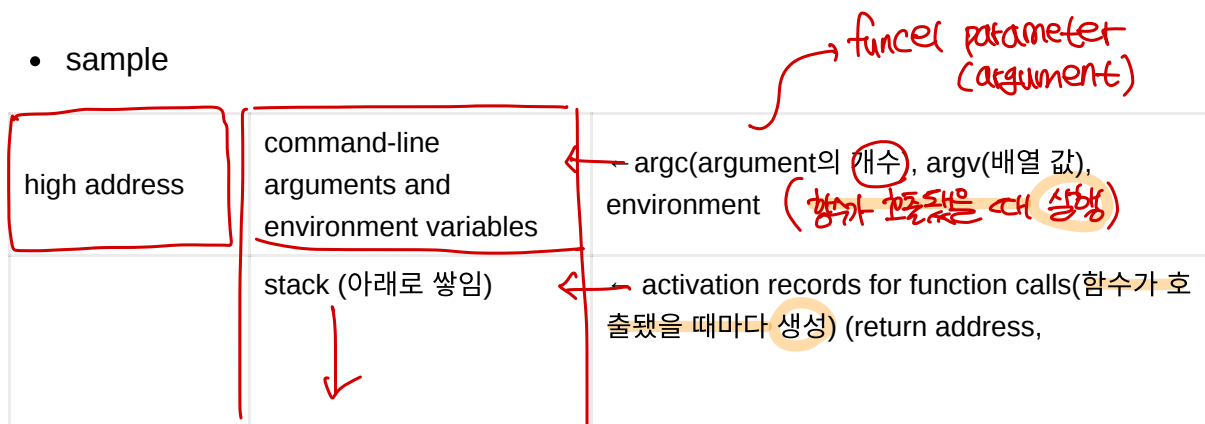 funcel parameter
(argument)
• sample
command-line
arguments and
environment variables
high address
← argc(argument의 개수), argv(배열 값),
environment (함수가 호출됐을 때 실행)
stack (아래로 쌓임)
← activation records for function calls(함수가 호
출됐을 때마다 생성) (return address,